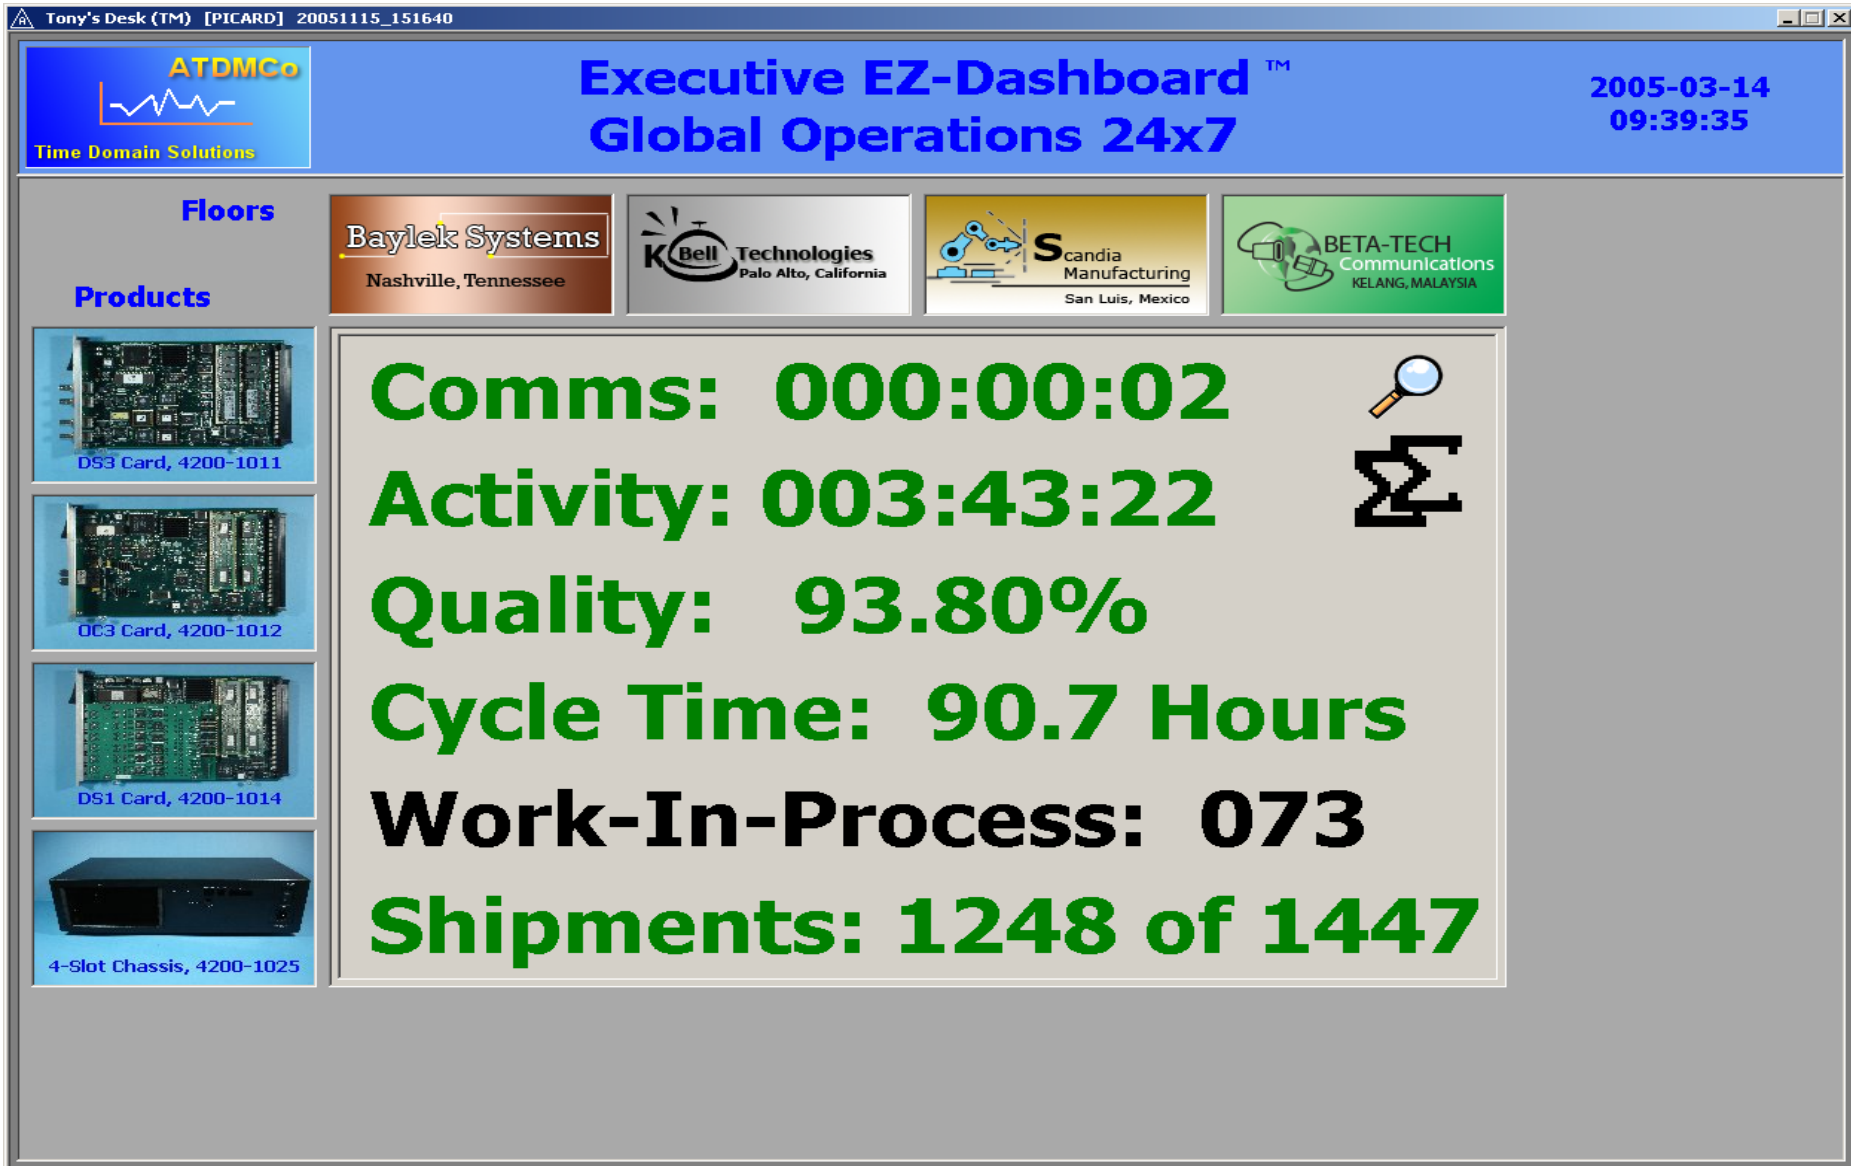 Tony's Desk (TM) [PICARD] 20051115_151640
ATDMCo
Time Domain Solutions
Executive EZ-Dashboard ™
Global Operations 24x7
2005-03-14
09:39:35
Floors
Products
Baylek Systems
Nashville, Tennessee
K Bell Technologies
Palo Alto, California
Scandia
Manufacturing
San Luis, Mexico
BETA-TECH
Communications
KELANG, MALAYSIA
DS3 Card, 4200-1011
OC3 Card, 4200-1012
DS1 Card, 4200-1014
4-Slot Chassis, 4200-1025
Comms: 000:00:02
Activity: 003:43:22
Quality: 93.80%
Cycle Time: 90.7 Hours
Work-In-Process: 073
Shipments: 1248 of 1447